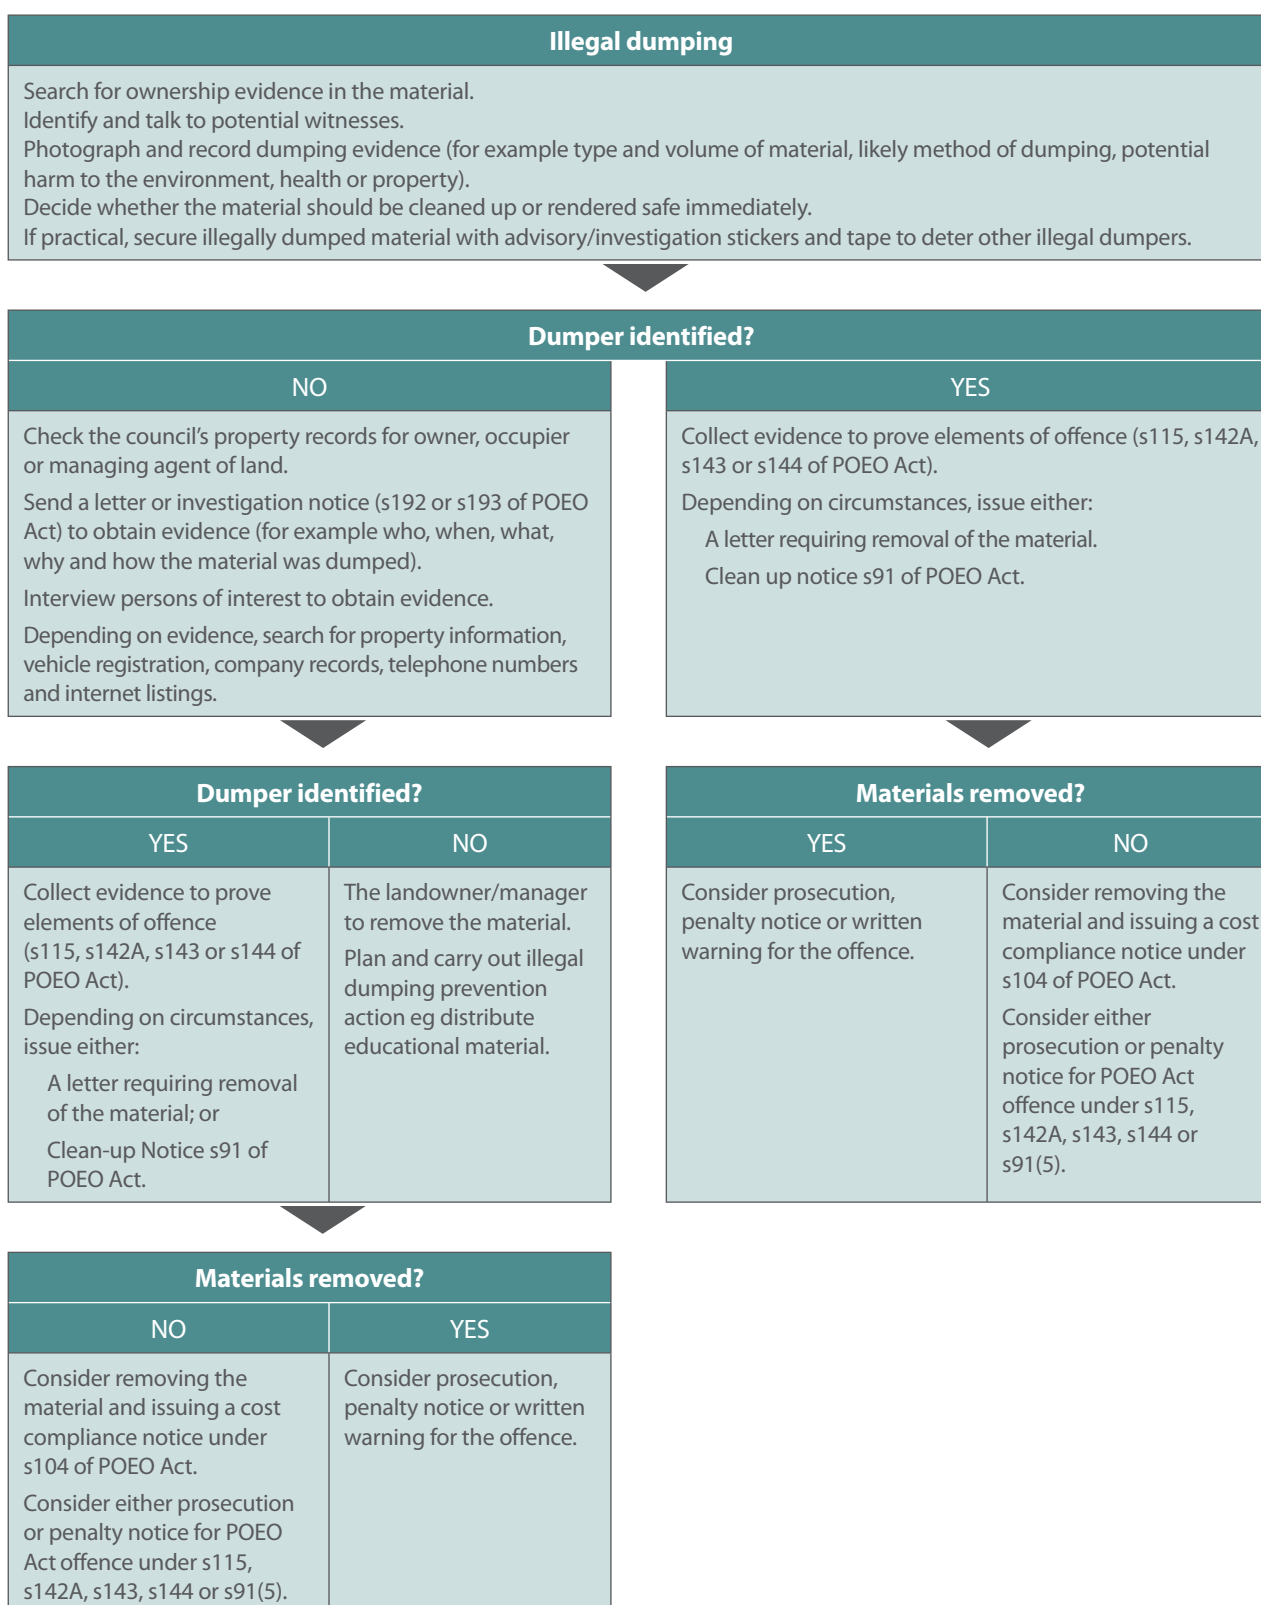 Illegal dumping
Search for ownership evidence in the material.
Identify and talk to potential witnesses.
Photograph and record dumping evidence (for example type and volume of material, likely method of dumping, potential
harm to the environment, health or property).
Decide whether the material should be cleaned up or rendered safe immediately.
If practical, secure illegally dumped material with advisory/investigation stickers and tape to deter other illegal dumpers.
Dumper identified?
NO
Check the council's property records for owner, occupier
or managing agent of land.
Send a letter or investigation notice (s192 or s193 of POEO
Act) to obtain evidence (for example who, when, what,
why and how the material was dumped).
Interview persons of interest to obtain evidence.
Depending on evidence, search for property information,
vehicle registration, company records, telephone numbers
and internet listings.
YES
Collect evidence to prove elements of offence (s115, s142A,
s143 or s144 of POEO Act).
Depending on circumstances, issue either:
A letter requiring removal of the material.
Clean up notice s91 of POEO Act.
Dumper identified?
YES
Collect evidence to prove
elements of offence
(s115, s142A, s143 or s144 of
POEO Act).
Depending on circumstances,
issue either:
A letter requiring removal
of the material; or
Clean-up Notice s91 of
POEO Act.
NO
The landowner/manager
to remove the material.
Plan and carry out illegal
dumping prevention
action eg distribute
educational material.
Materials removed?
YES
Consider prosecution,
penalty notice or written
warning for the offence.
NO
Consider removing the
material and issuing a cost
compliance notice under
s104 of POEO Act.
Consider either
prosecution or penalty
notice for POEO Act
offence under s115,
s142A, s143, s144 or
s91(5).
Materials removed?
NO
Consider removing the
material and issuing a cost
compliance notice under
s104 of POEO Act.
Consider either prosecution
or penalty notice for POEO
Act offence under s115,
s142A, s143, s144 or s91(5).
YES
Consider prosecution,
penalty notice or written
warning for the offence.